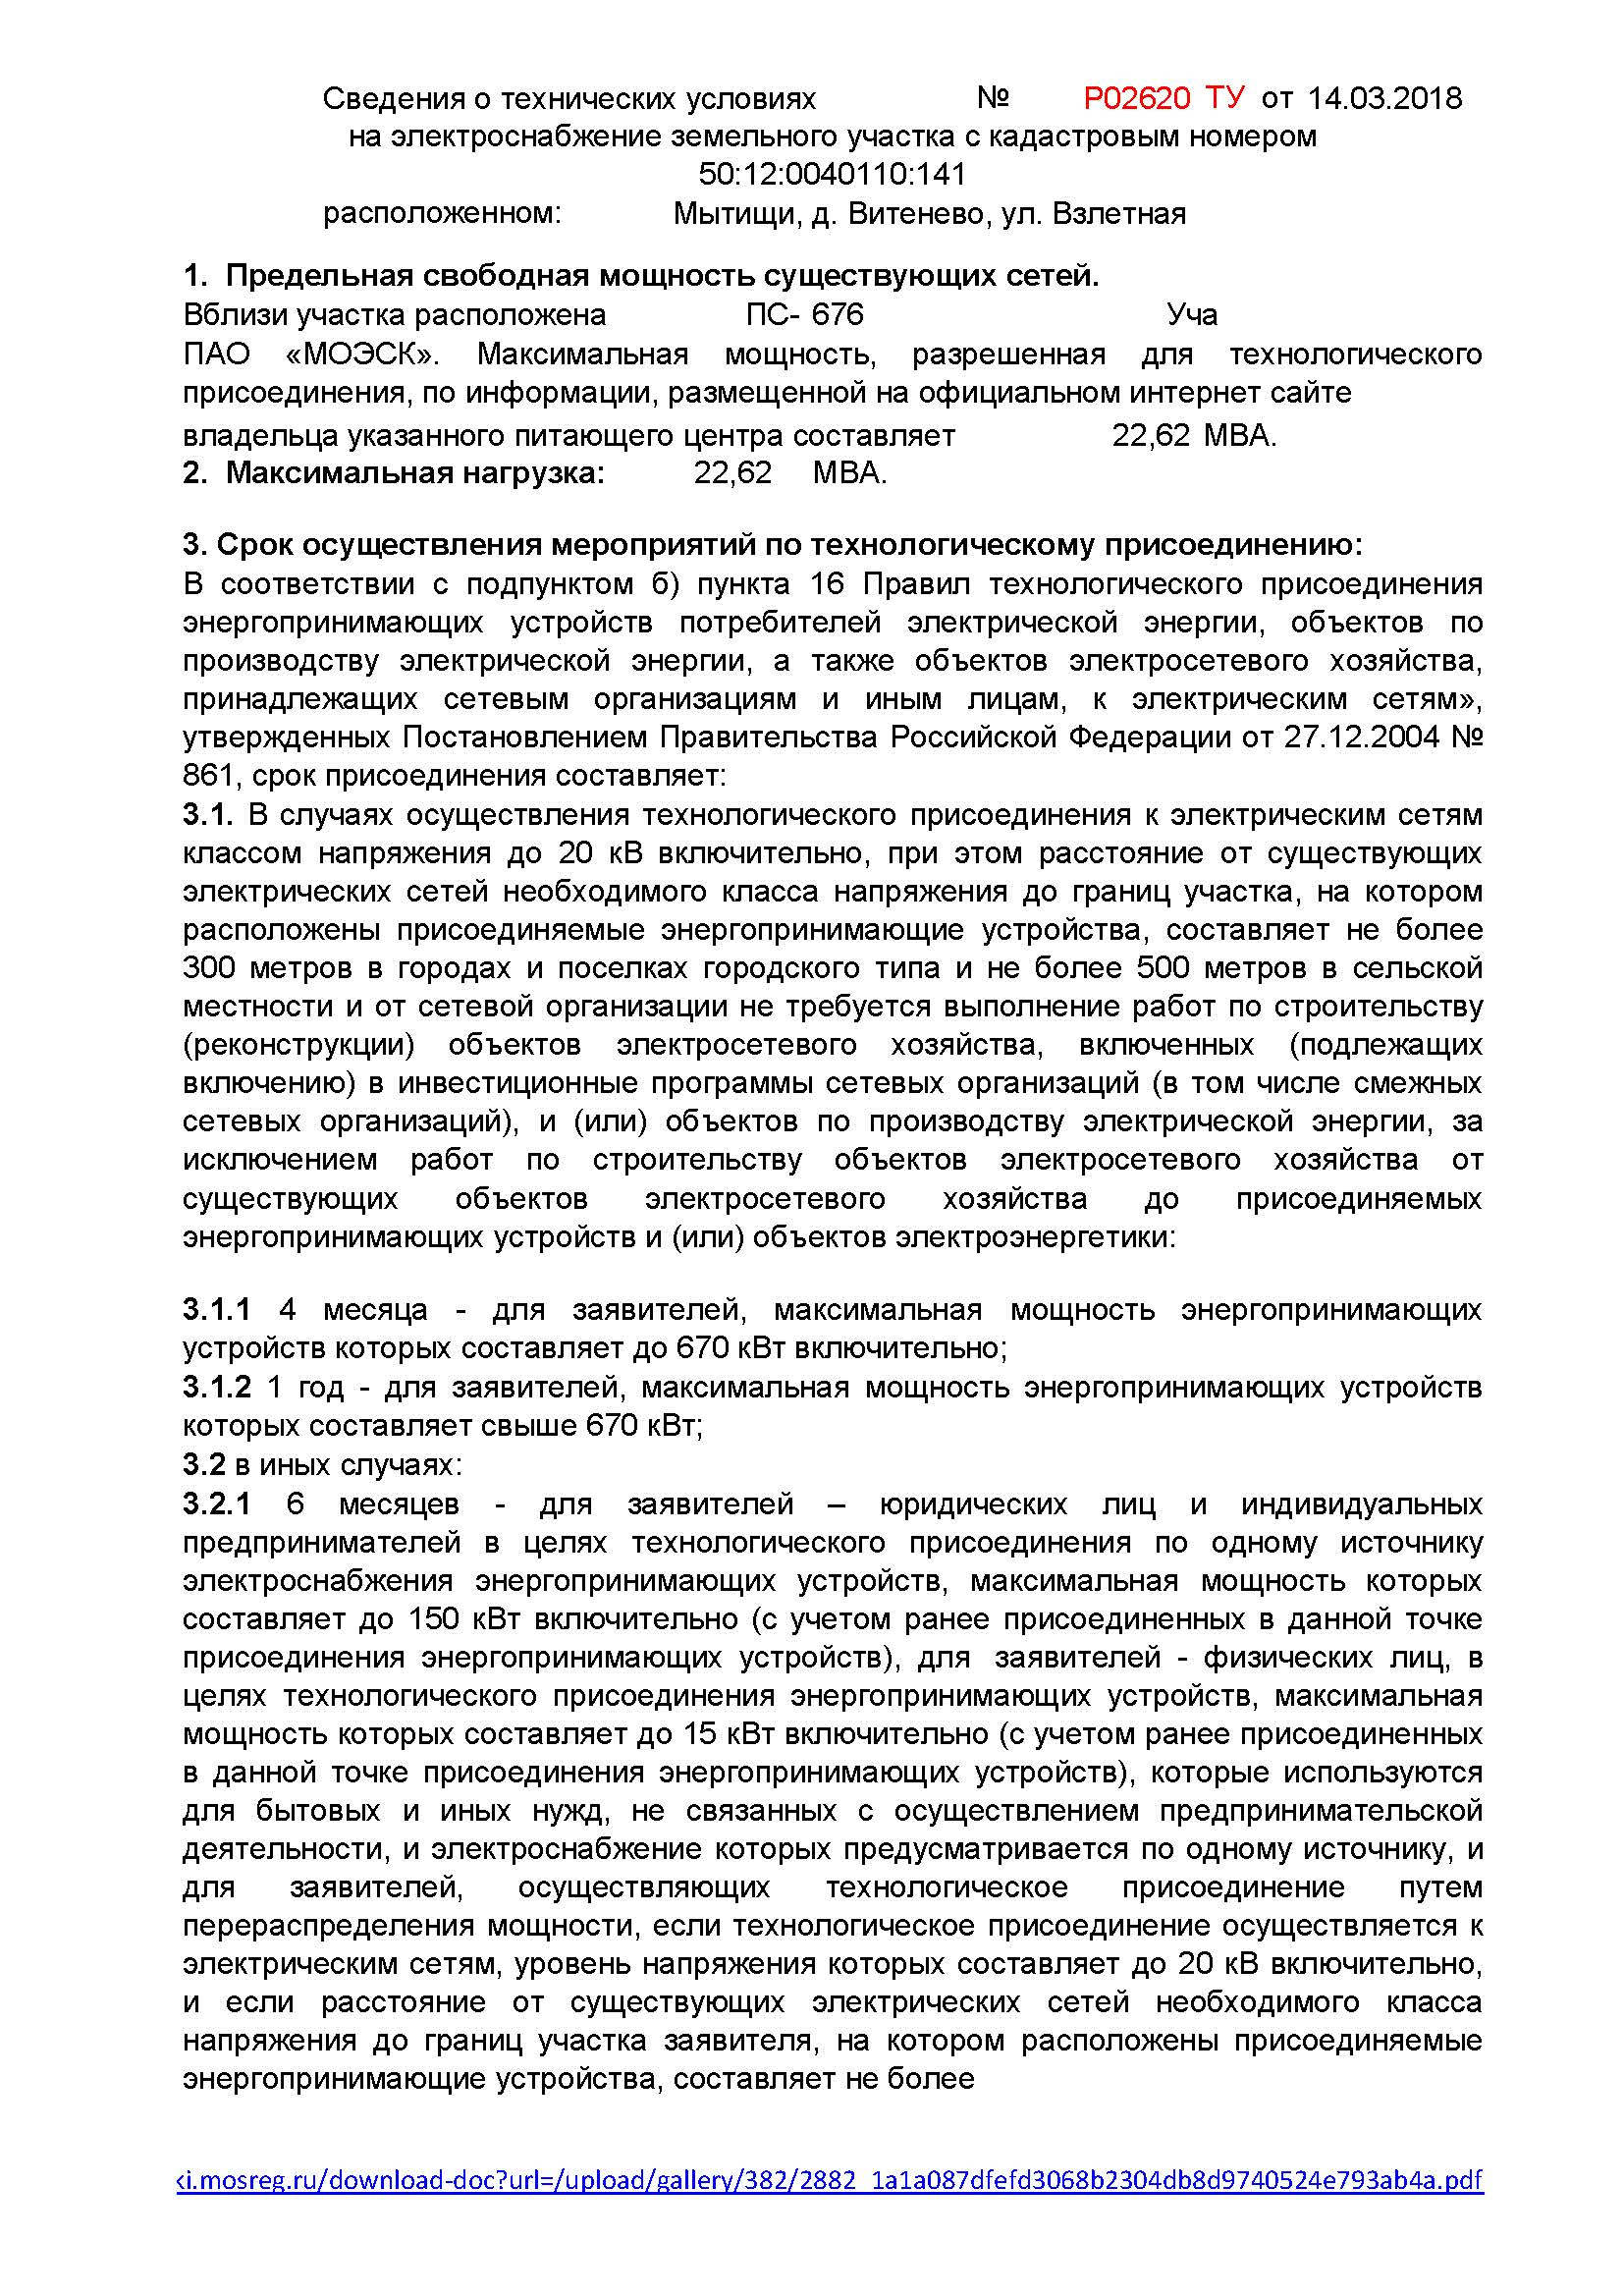 Сведения о технических условиях № Р02620 ТУ от 14.03.2018
на электроснабжение земельного участка с кадастровым номером
50:12:0040110:141
расположенном: Мытищи, д. Витенево, ул. Взлетная
1. Предельная свободная мощность существующих сетей.
Вблизи участка расположена ПС- 676 Уча
ПАО «МОЭСК». Максимальная мощность, разрешенная для технологического
присоединения, по информации, размещенной на официальном интернет сайте
владельца указанного питающего центра составляет 22,62 МВА.
2. Максимальная нагрузка: 22,62 МВА.
3. Срок осуществления мероприятий по технологическому присоединению:
В соответствии с подпунктом б) пункта 16 Правил технологического присоединения
энергопринимающих устройств потребителей электрической энергии, объектов по
производству электрической энергии, а также объектов электросетевого хозяйства,
принадлежащих сетевым организациям и иным лицам, к электрическим сетям»,
утвержденных Постановлением Правительства Российской Федерации от 27.12.2004 №
861, срок присоединения составляет:
3.1. В случаях осуществления технологического присоединения к электрическим сетям
классом напряжения до 20 кВ включительно, при этом расстояние от существующих
электрических сетей необходимого класса напряжения до границ участка, на котором
расположены присоединяемые энергопринимающие устройства, составляет не более
300 метров в городах и поселках городского типа и не более 500 метров в сельской
местности и от сетевой организации не требуется выполнение работ по строительству
(реконструкции) объектов электросетевого хозяйства, включенных (подлежащих
включению) в инвестиционные программы сетевых организаций (в том числе смежных
сетевых организаций), и (или) объектов по производству электрической энергии, за
исключением работ по строительству объектов электросетевого хозяйства от
существующих объектов электросетевого хозяйства до присоединяемых
энергопринимающих устройств и (или) объектов электроэнергетики:
3.1.1 4 месяца - для заявителей, максимальная мощность энергопринимающих
устройств которых составляет до 670 кВт включительно;
3.1.2 1 год - для заявителей, максимальная мощность энергопринимающих устройств
которых составляет свыше 670 кВт;
3.2 в иных случаях:
3.2.1 6 месяцев - для заявителей – юридических лиц и индивидуальных
предпринимателей в целях технологического присоединения по одному источнику
электроснабжения энергопринимающих устройств, максимальная мощность которых
составляет до 150 кВт включительно (с учетом ранее присоединенных в данной точке
присоединения энергопринимающих устройств), для заявителей - физических лиц, в
целях технологического присоединения энергопринимающих устройств, максимальная
мощность которых составляет до 15 кВт включительно (с учетом ранее присоединенных
в данной точке присоединения энергопринимающих устройств), которые используются
для бытовых и иных нужд, не связанных с осуществлением предпринимательской
деятельности, и электроснабжение которых предусматривается по одному источнику, и
для заявителей, осуществляющих технологическое присоединение путем
перераспределения мощности, если технологическое присоединение осуществляется к
электрическим сетям, уровень напряжения которых составляет до 20 кВ включительно,
и если расстояние от существующих электрических сетей необходимого класса
напряжения до границ участка заявителя, на котором расположены присоединяемые
энергопринимающие устройства, составляет не более
ki.mosreg.ru/download-doc?url=/upload/gallery/382/2882_1a1a087dfefd3068b2304db8d9740524e793ab4a.pdf